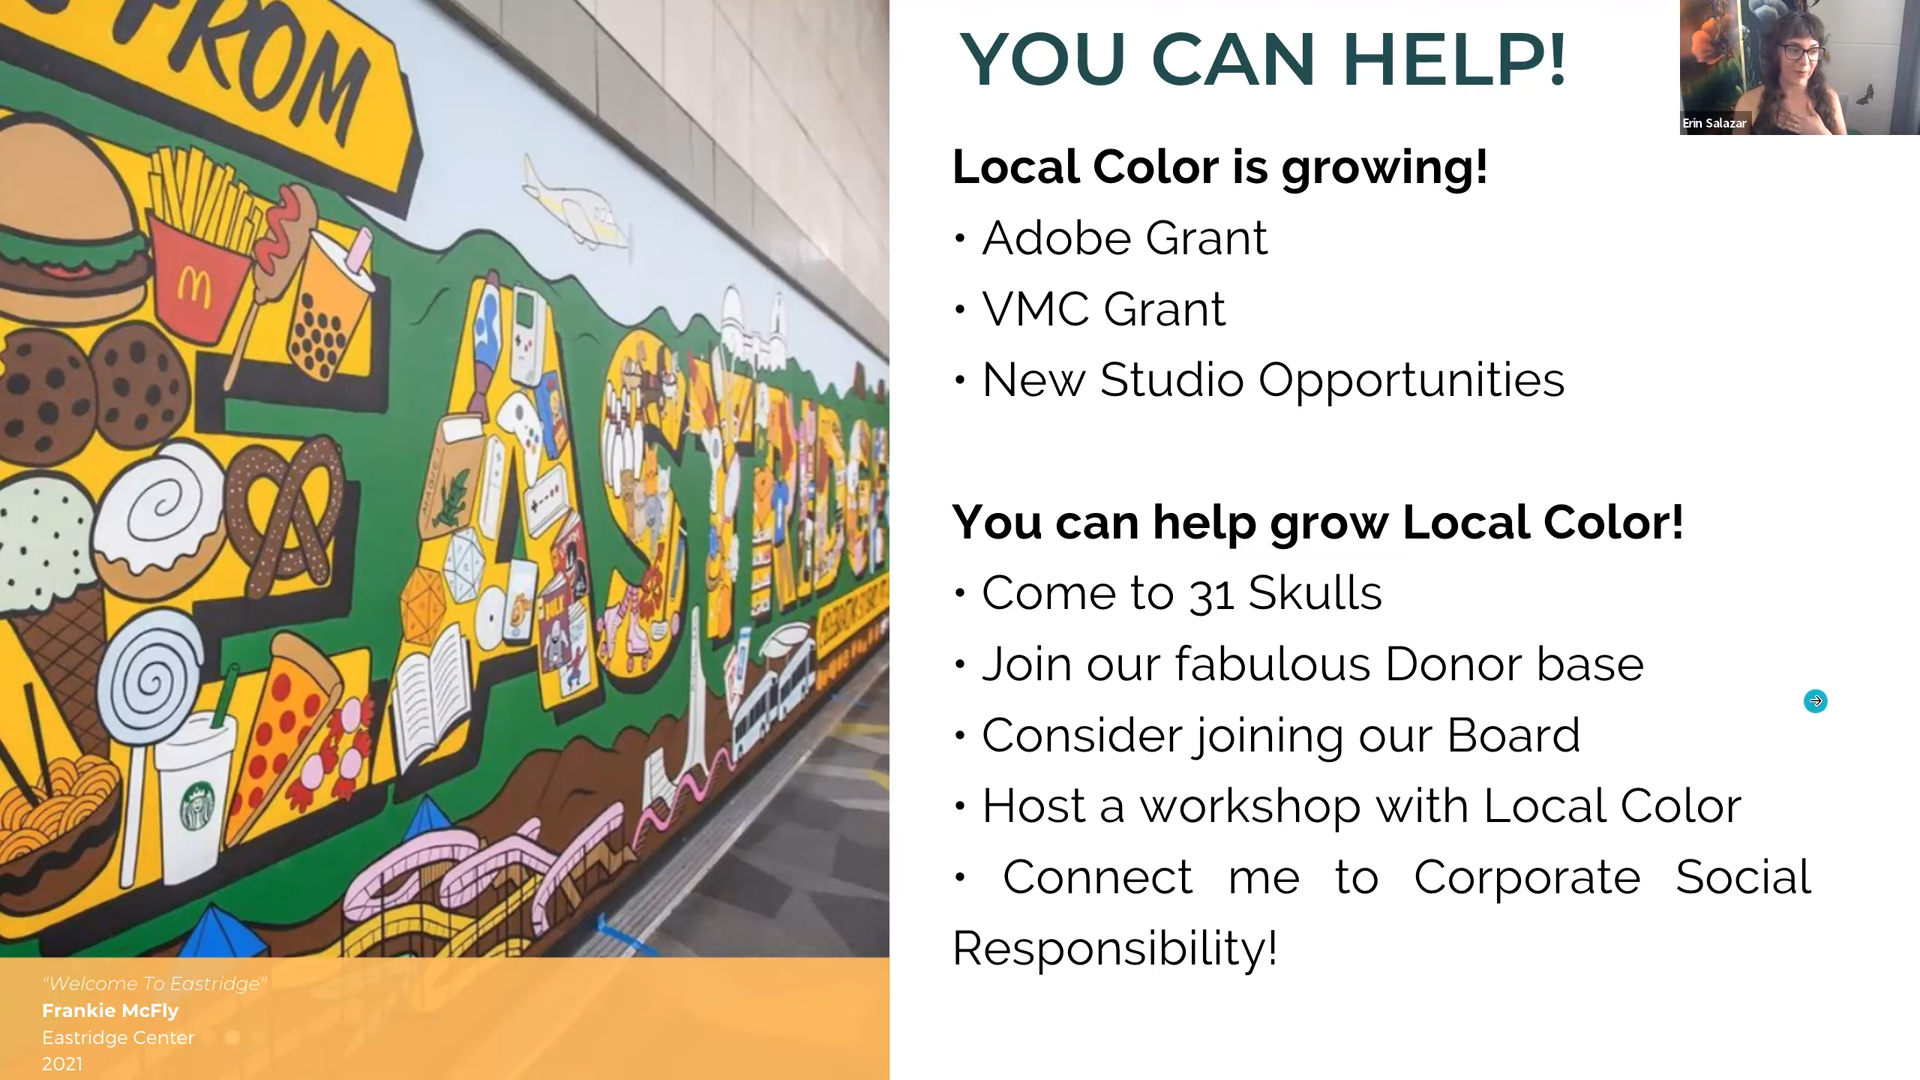 FROM
EASTRIDGE
"Welcome To Eastridge"
Frankie McFly
Eastridge Center
2021
YOU CAN HELP!
Local Color is growing!
• Adobe Grant
• VMC Grant
• New Studio Opportunities
You can help grow Local Color!
• Come to 31 Skulls
• Join our fabulous Donor base
• Consider joining our Board
• Host a workshop with Local Color
• Connect me to Corporate Social
Responsibility!
Erin Salazar